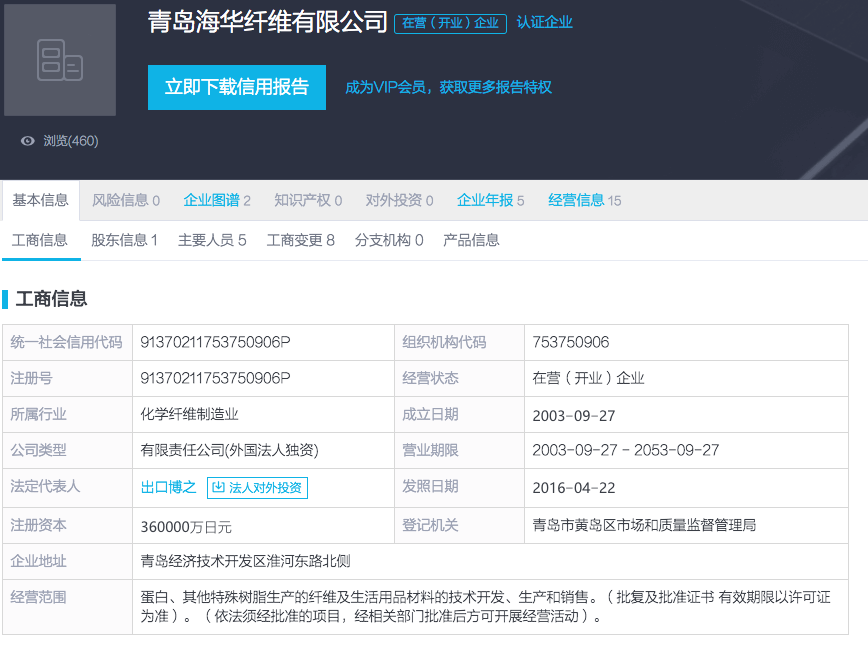 青岛海华纤维有限公司 在营（开业）企业 认证企业
立即下载信用报告 成为VIP会员，获取更多报告特权
浏览(460)
基本信息 风险信息 0 企业图谱 2 知识产权 0 对外投资 0 企业年报 5 经营信息 15
工商信息 股东信息 1 主要人员 5 工商变更 8 分支机构 0 产品信息
工商信息
统一社会信用代码 91370211753750906P 组织机构代码 753750906
注册号 91370211753750906P 经营状态 在营（开业）企业
所属行业 化学纤维制造业 成立日期 2003-09-27
公司类型 有限责任公司(外国法人独资) 营业期限 2003-09-27 - 2053-09-27
法定代表人 出口博之 法人对外投资 发照日期 2016-04-22
注册资本 360000万日元 登记机关 青岛市黄岛区市场和质量监督管理局
企业地址 青岛经济技术开发区淮河东路北侧
经营范围 蛋白、其他特殊树脂生产的纤维及生活用品材料的技术开发、生产和销售。（批复及批准证书 有效期限以许可证
为准）。（依法须经批准的项目，经相关部门批准后方可开展经营活动）。